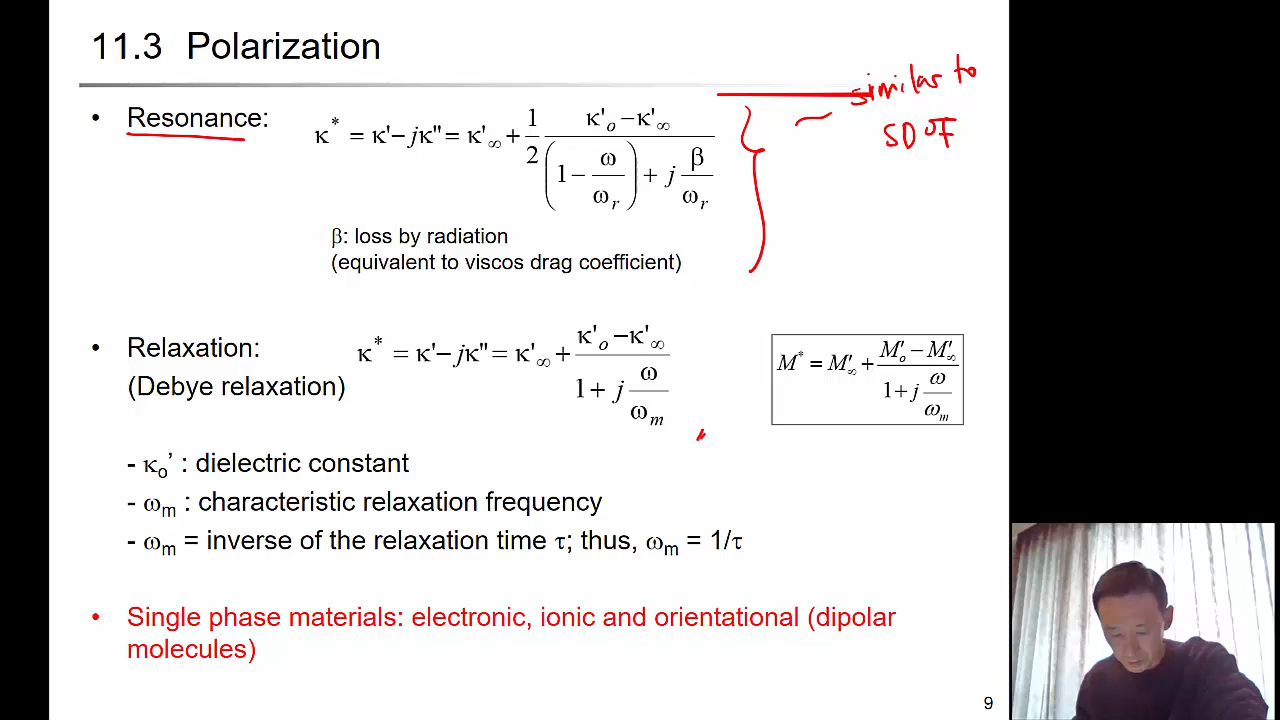 11.3 Polarization
similar to
SDOF
• Resonance: κ* = κ'− jκ'' = κ'∞ + 1/2 (κ'o − κ'∞) / ((1 − ω/ωr) + j β/ωr)
β: loss by radiation
(equivalent to viscos drag coefficient)
• Relaxation: κ* = κ'− jκ'' = κ'∞ + (κ'o − κ'∞) / (1 + j ω/ωm)
M* = M'∞ + (M'o − M'∞) / (1 + j ω/ωm)
(Debye relaxation)
- κo' : dielectric constant
- ωm : characteristic relaxation frequency
- ωm = inverse of the relaxation time τ; thus, ωm = 1/τ
• Single phase materials: electronic, ionic and orientational (dipolar
molecules)
9